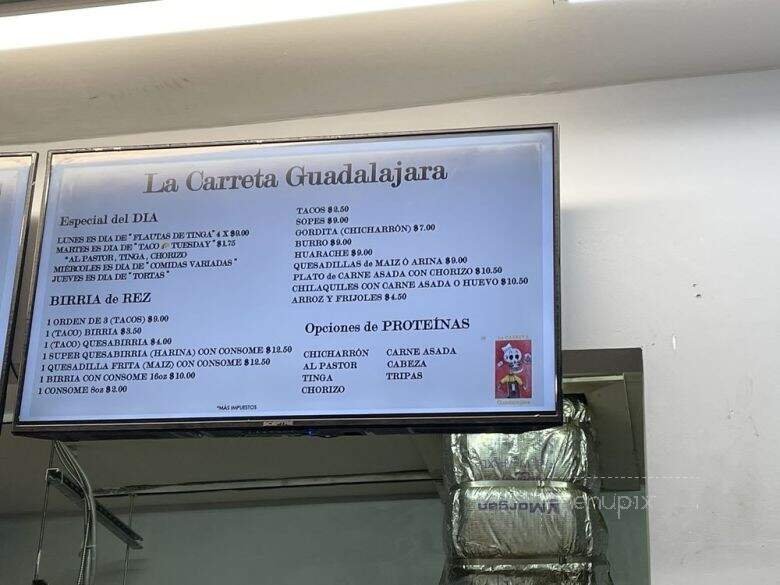 La Carreta Guadalajara
Especial del DIA
LUNES ES DIA DE " FLAUTAS DE TINGA" 4 X $9.00
MARTES ES DIA DE " TACO 🌮 TUESDAY " $1.75
*AL PASTOR, TINGA, CHORIZO
MIÉRCOLES ES DIA DE "COMIDAS VARIADAS "
JUEVES ES DIA DE "TORTAS"
BIRRIA de REZ
1 ORDEN DE 3 (TACOS) $9.00
1 (TACO) BIRRIA $3.50
1 (TACO) QUESABIRRIA $4.00
1 SUPER QUESABIRRIA (HARINA) CON CONSOME $12.50
1 QUESADILLA FRITA (MAIZ) CON CONSOME $12.50
1 BIRRIA CON CONSOME 16oz $10.00
1 CONSOME 8oz $2.00
*MÁS IMPUESTOS
TACOS $2.50
SOPES $9.00
GORDITA (CHICHARRÓN) $7.00
BURRO $9.00
HUARACHE $9.00
QUESADILLAS de MAIZ Ó ARINA $9.00
PLATO de CARNE ASADA CON CHORIZO $10.50
CHILAQUILES CON CARNE ASADA O HUEVO $10.50
ARROZ Y FRIJOLES $4.50
Opciones de PROTEÍNAS
CHICHARRÓN CARNE ASADA
AL PASTOR CABEZA
TINGA TRIPAS
CHORIZO
La CARRETA
Guadalajara
SCEPTRE
menupix